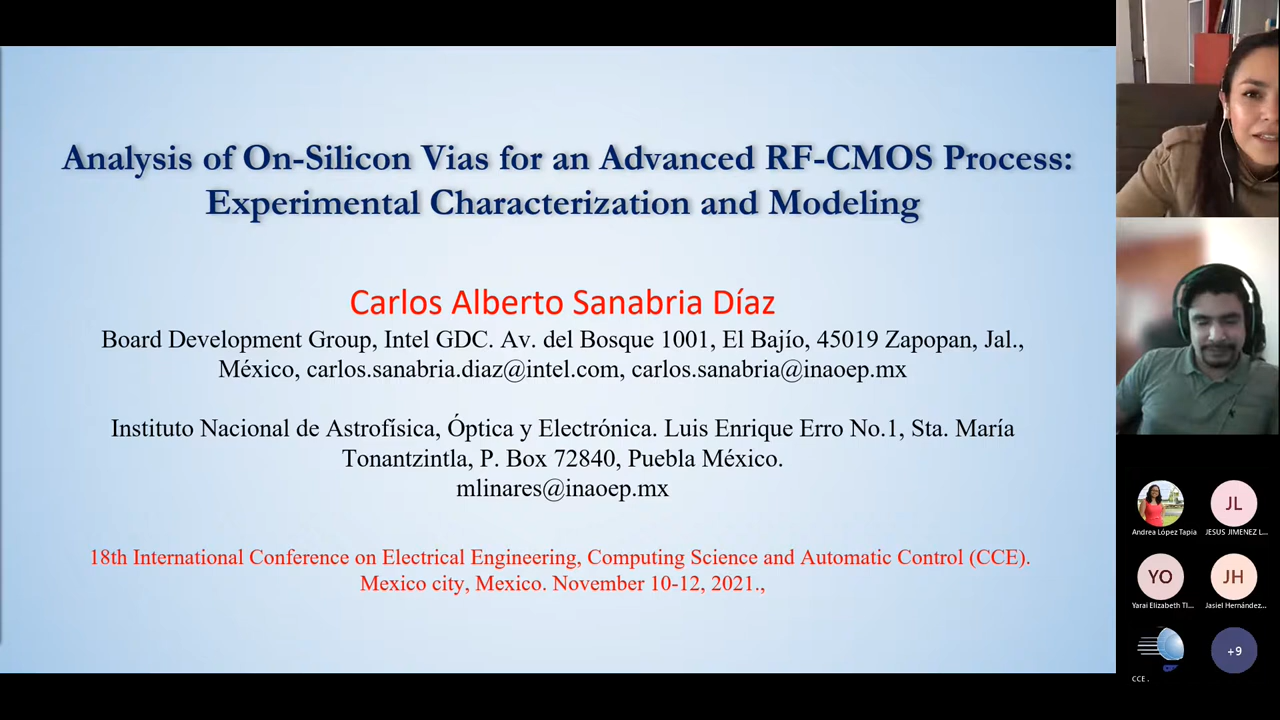 Analysis of On-Silicon Vias for an Advanced RF-CMOS Process:
Experimental Characterization and Modeling
Carlos Alberto Sanabria Díaz
Board Development Group, Intel GDC. Av. del Bosque 1001, El Bajío, 45019 Zapopan, Jal.,
México, carlos.sanabria.diaz@intel.com, carlos.sanabria@inaoep.mx
Instituto Nacional de Astrofísica, Óptica y Electrónica. Luis Enrique Erro No.1, Sta. María
Tonantzintla, P. Box 72840, Puebla México.
mlinares@inaoep.mx
18th International Conference on Electrical Engineering, Computing Science and Automatic Control (CCE).
Mexico city, Mexico. November 10-12, 2021.,
JL
Andrea López Tapia
JESUS JIMENEZ L...
YO
JH
Yarai Elizabeth Tl...
Jasiel Hernández...
+9
CCE .